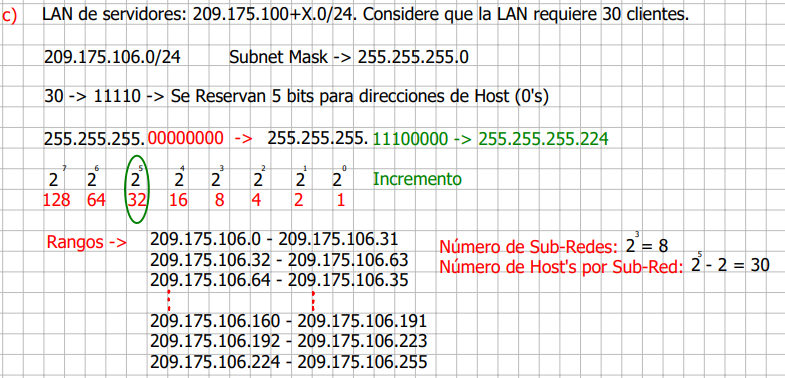 c) LAN de servidores: 209.175.100+X.0/24. Considere que la LAN requiere 30 clientes.
209.175.106.0/24 Subnet Mask -> 255.255.255.0
30 -> 11110 -> Se Reservan 5 bits para direcciones de Host (0's)
255.255.255.00000000 -> 255.255.255.11100000 -> 255.255.255.224
2^7 2^6 2^5 2^4 2^3 2^2 2^1 2^0 Incremento
128 64 32 16 8 4 2 1
Rangos -> 209.175.106.0 - 209.175.106.31
209.175.106.32 - 209.175.106.63
209.175.106.64 - 209.175.106.35
209.175.106.160 - 209.175.106.191
209.175.106.192 - 209.175.106.223
209.175.106.224 - 209.175.106.255
Número de Sub-Redes: 2^3 = 8
Número de Host's por Sub-Red: 2^5 - 2 = 30